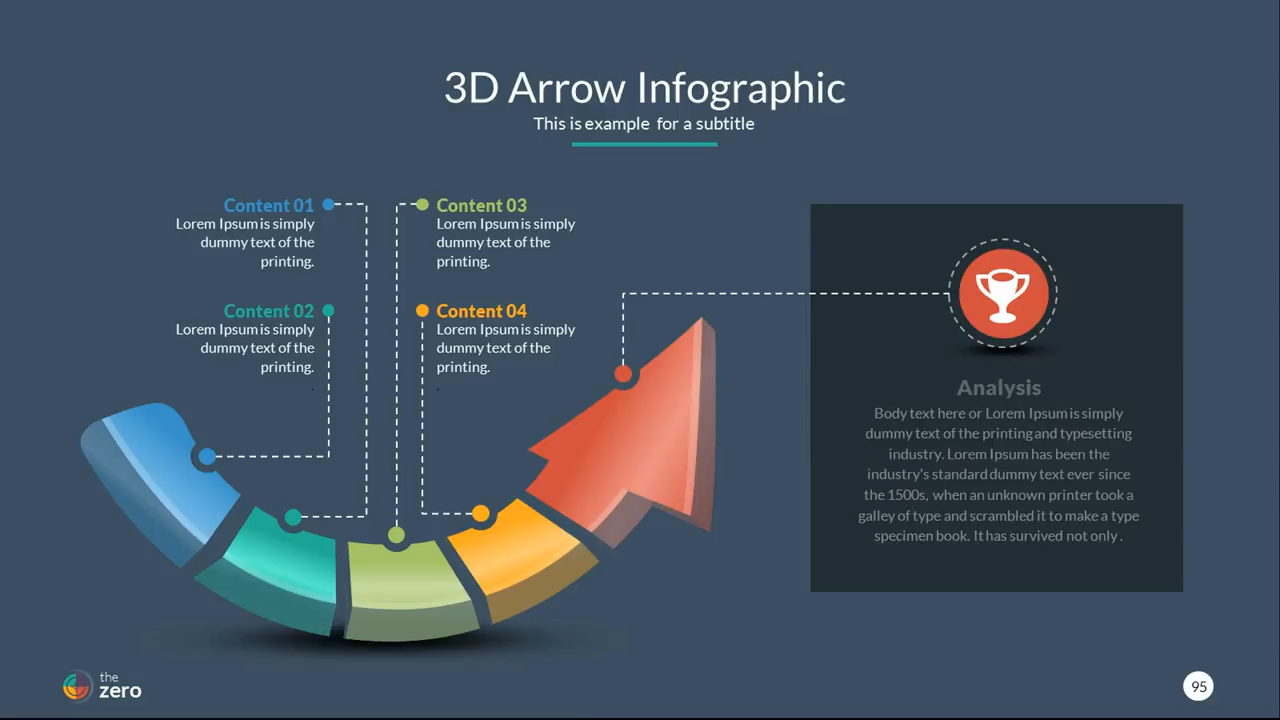 3D Arrow Infographic
This is example for a subtitle
Content 01
Lorem Ipsum is simply
dummy text of the
printing.
Content 02
Lorem Ipsum is simply
dummy text of the
printing.
.
Content 03
Lorem Ipsum is simply
dummy text of the
printing.
Content 04
Lorem Ipsum is simply
dummy text of the
printing.
.
Analysis
Body text here or Lorem Ipsum is simply
dummy text of the printing and typesetting
industry. Lorem Ipsum has been the
industry's standard dummy text ever since
the 1500s, when an unknown printer took a
galley of type and scrambled it to make a type
specimen book. It has survived not only .
the
zero
95